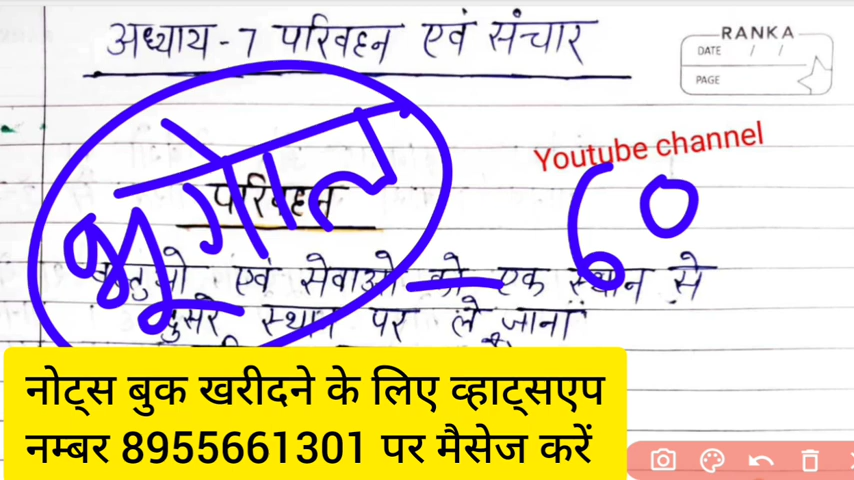 अध्याय-7 परिवहन एवं संचार
RANKA
DATE / /
PAGE
Youtube channel
भूगोल
60
परिवहन
वस्तुओ एवं सेवाओ को एक स्थान से
दुसरे स्थान पर ले जाना
नोट्स बुक खरीदने के लिए व्हाट्सएप
नम्बर 8955661301 पर मैसेज करें